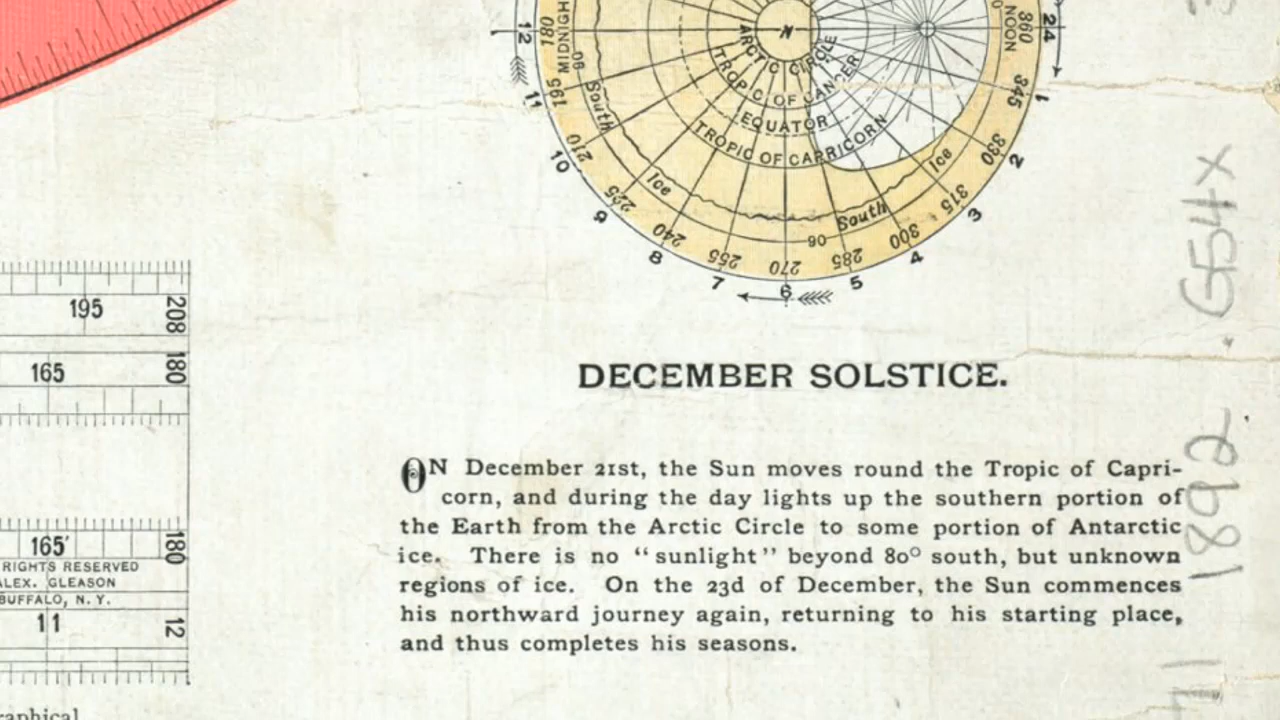 12
180
MIDNIGH
90
195
11
South
210
10
Ice
225
9
240
8
255
7
270
6
90
285
5
300
4
South
315
3
Ice
330
2
345
1
360
NOON
24
N
ARCTIC CIRCLE
TROPIC OF CANCER
EQUATOR
TROPIC OF CAPRICORN
195
208
165
180
165'
180
RIGHTS RESERVED
LEX. GLEASON
BUFFALO, N. Y.
11
12
raphical
DECEMBER SOLSTICE.
ON December 21st, the Sun moves round the Tropic of Capri-
corn, and during the day lights up the southern portion of
the Earth from the Arctic Circle to some portion of Antarctic
ice. There is no "sunlight" beyond 80° south, but unknown
regions of ice. On the 23d of December, the Sun commences
his northward journey again, returning to his starting place,
and thus completes his seasons.
1892 . G54x